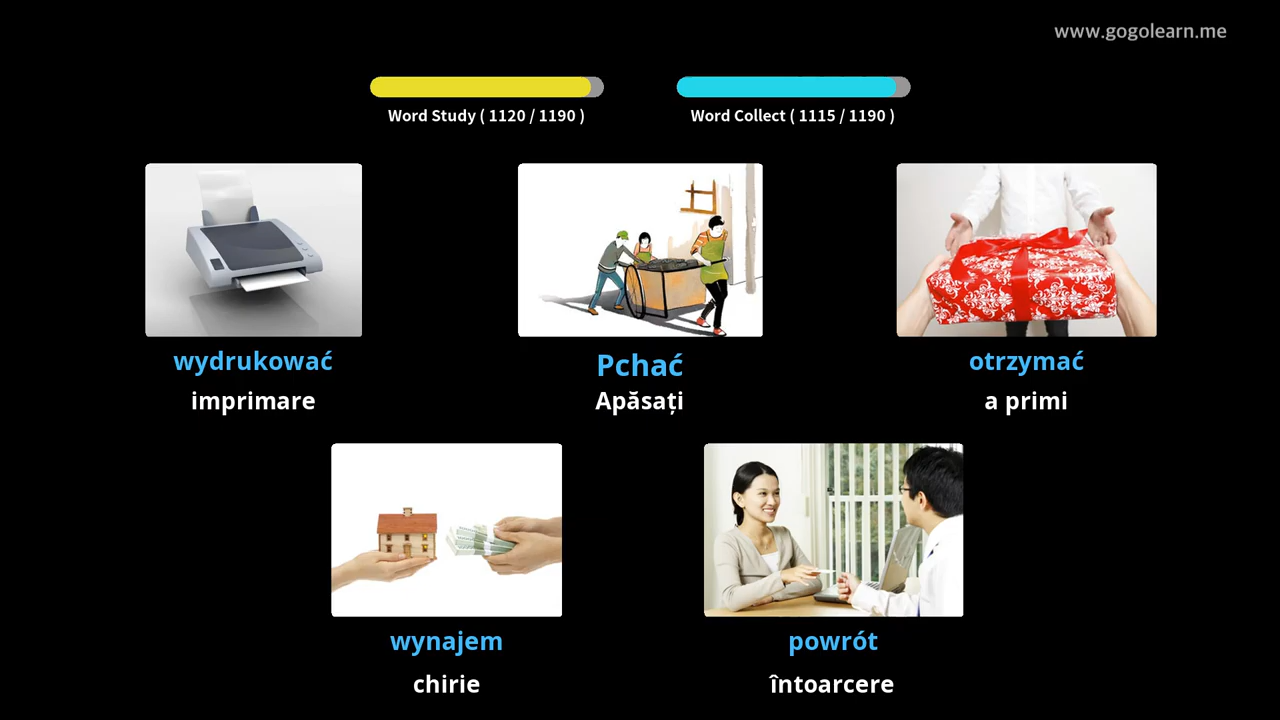 www.gogolearn.me
Word Study ( 1120 / 1190 )
Word Collect ( 1115 / 1190 )
wydrukować
imprimare
Pchać
Apăsați
otrzymać
a primi
wynajem
chirie
powrót
întoarcere